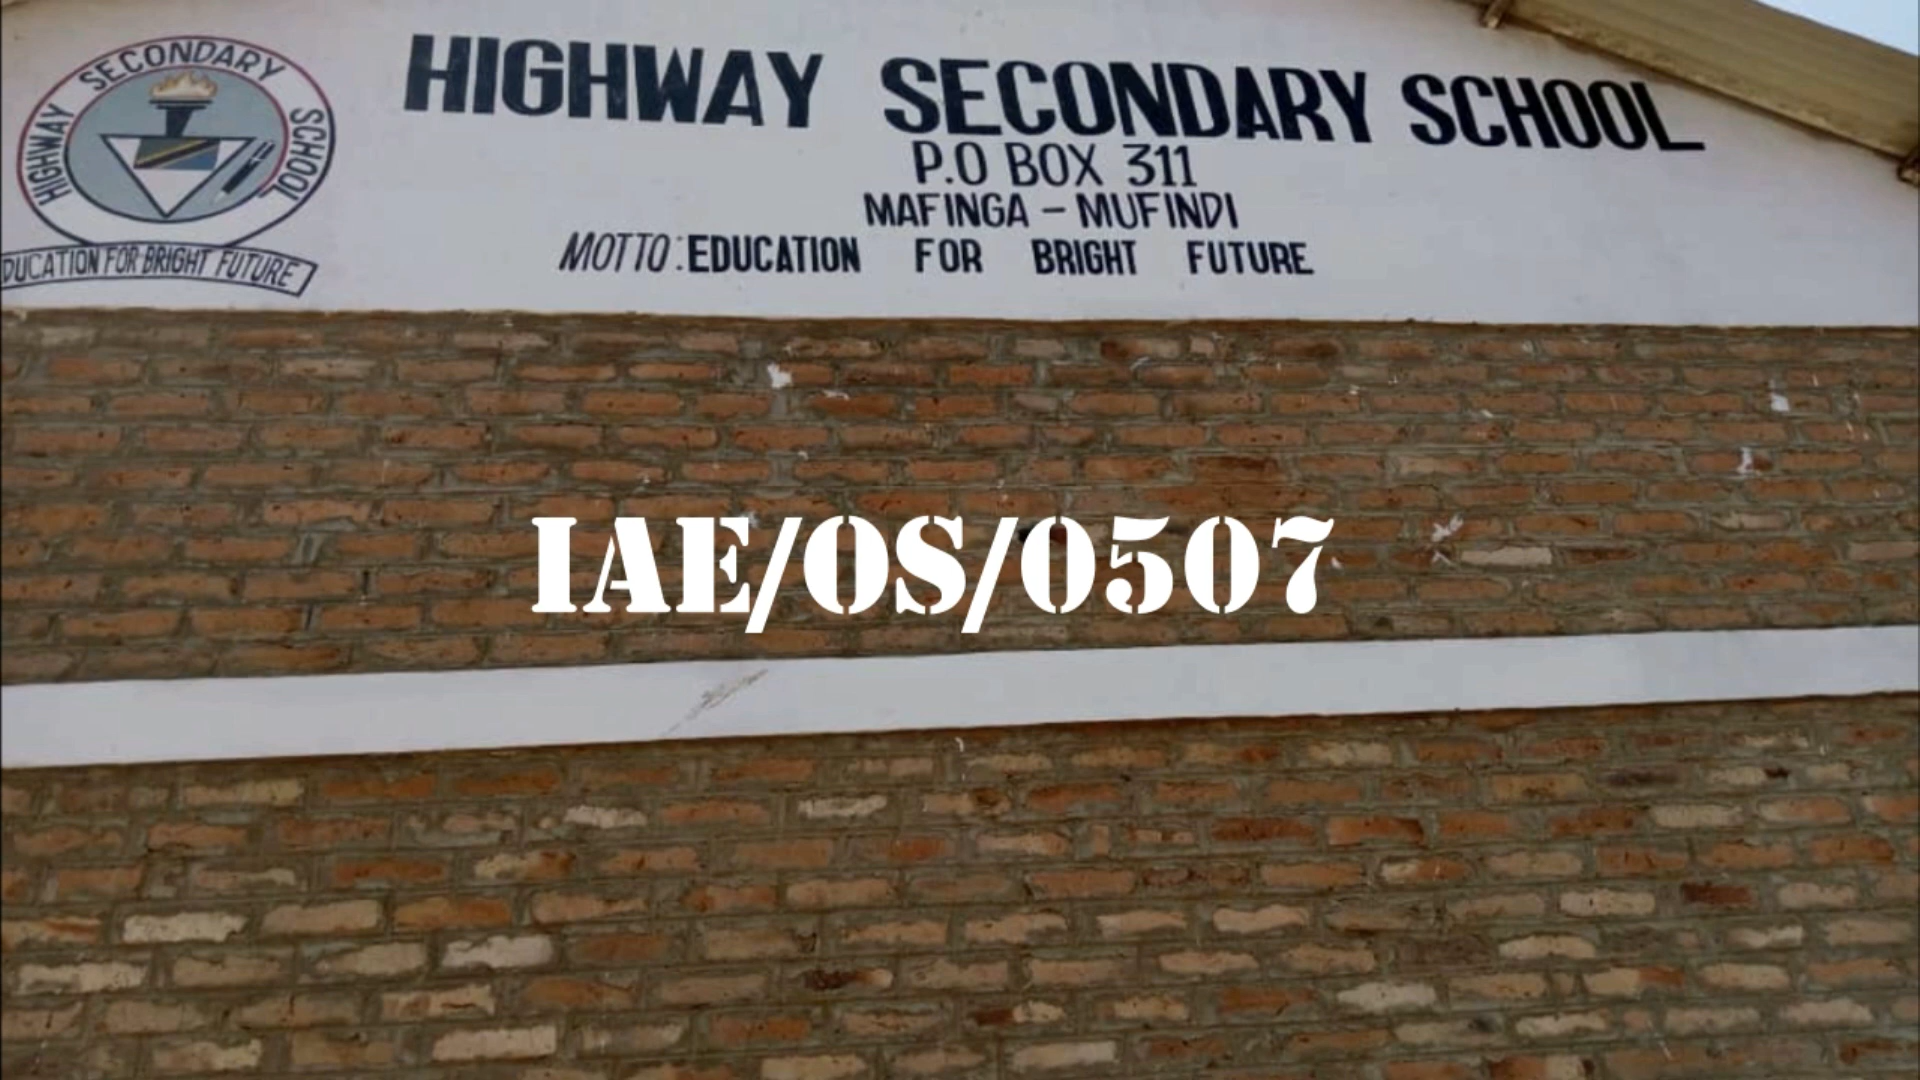 HIGHWAY SECONDARY SCHOOL
HIGHWAY SECONDARY SCHOOL
P.O BOX 311
MAFINGA - MUFINDI
MOTTO: EDUCATION FOR BRIGHT FUTURE
DUCATION FOR BRIGHT FUTURE
IAE/OS/0507